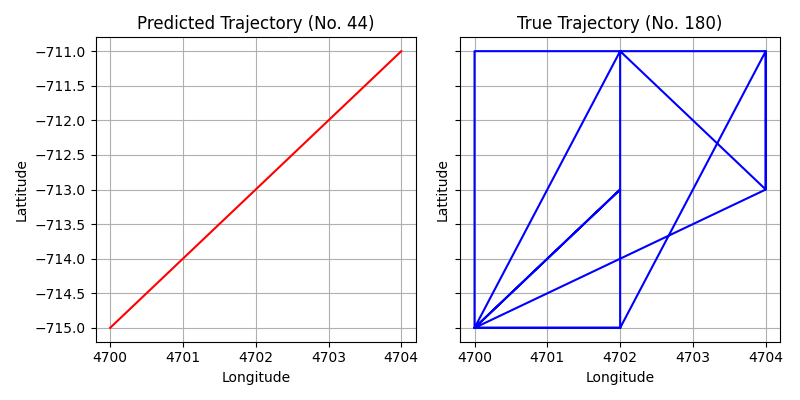 Predicted Trajectory (No. 44)
True Trajectory (No. 180)
Lattitude
−711.0
−711.5
−712.0
−712.5
−713.0
−713.5
−714.0
−714.5
−715.0
4700 4701 4702 4703 4704
Longitude
Lattitude
4700 4701 4702 4703 4704
Longitude